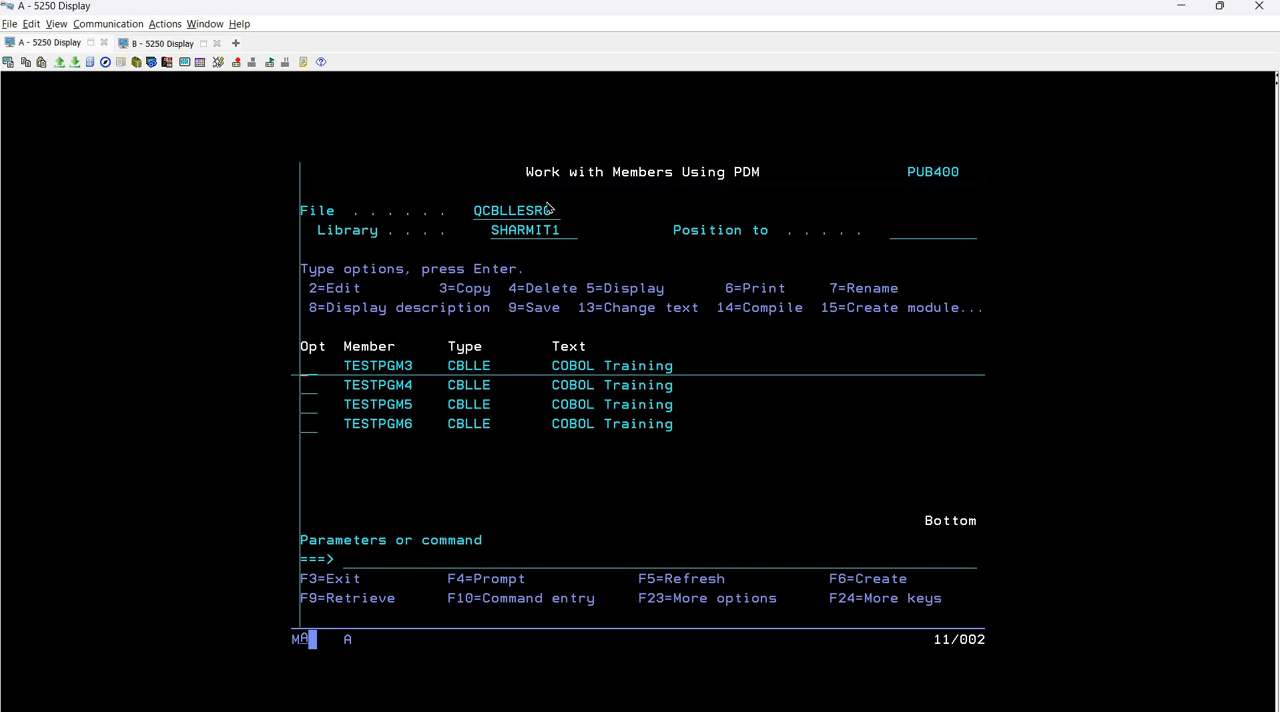 A - 5250 Display
File Edit View Communication Actions Window Help
A - 5250 Display B - 5250 Display
Work with Members Using PDM PUB400
File . . . . . . QCBLLESRC
Library . . . . SHARMIT1 Position to . . . . .
Type options, press Enter.
2=Edit 3=Copy 4=Delete 5=Display 6=Print 7=Rename
8=Display description 9=Save 13=Change text 14=Compile 15=Create module...
Opt Member Type Text
TESTPGM3 CBLLE COBOL Training
TESTPGM4 CBLLE COBOL Training
TESTPGM5 CBLLE COBOL Training
TESTPGM6 CBLLE COBOL Training
Bottom
Parameters or command
===>
F3=Exit F4=Prompt F5=Refresh F6=Create
F9=Retrieve F10=Command entry F23=More options F24=More keys
MA A 11/002